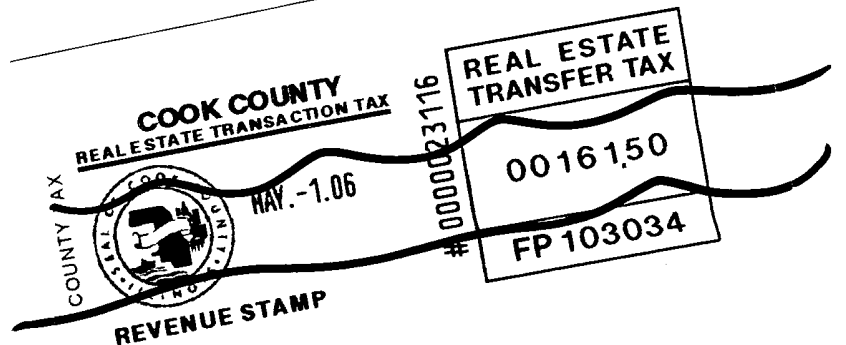 COOK COUNTY
REAL ESTATE TRANSACTION TAX
COUNTY TAX
MAY.-1.06
REVENUE STAMP
#0000023116
REAL ESTATE
TRANSFER TAX
0016150
FP 103034